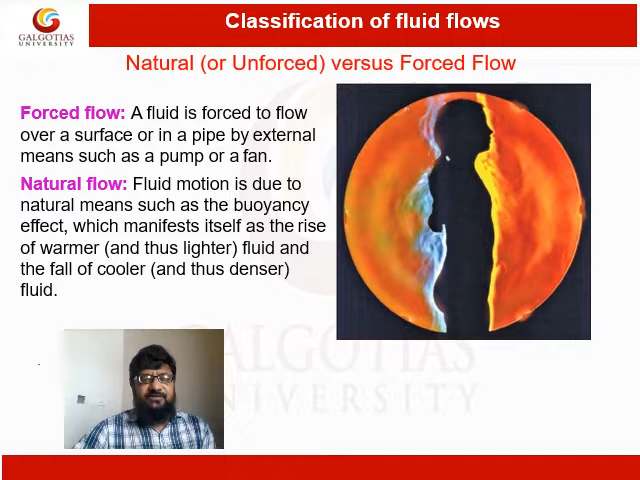 Classification of fluid flows
GALGOTIAS
UNIVERSITY
Natural (or Unforced) versus Forced Flow
Forced flow: A fluid is forced to flow
over a surface or in a pipe by external
means such as a pump or a fan.
Natural flow: Fluid motion is due to
natural means such as the buoyancy
effect, which manifests itself as the rise
of warmer (and thus lighter) fluid and
the fall of cooler (and thus denser)
fluid.
GALGOTIAS
UNIVERSITY